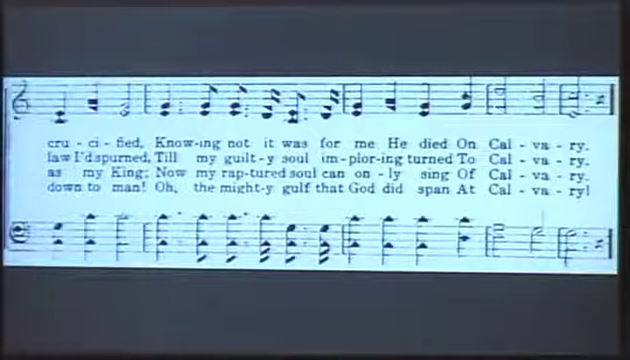 cru - ci - fied, Know-ing not it was for me He died On Cal - va - ry.
law I'd spurned, Till my guilt - y soul im - plor-ing turned To Cal - va - ry.
as my King; Now my rap-tured soul can on - ly sing Of Cal - va - ry.
down to man! Oh, the might-y gulf that God did span At Cal - va - ry!